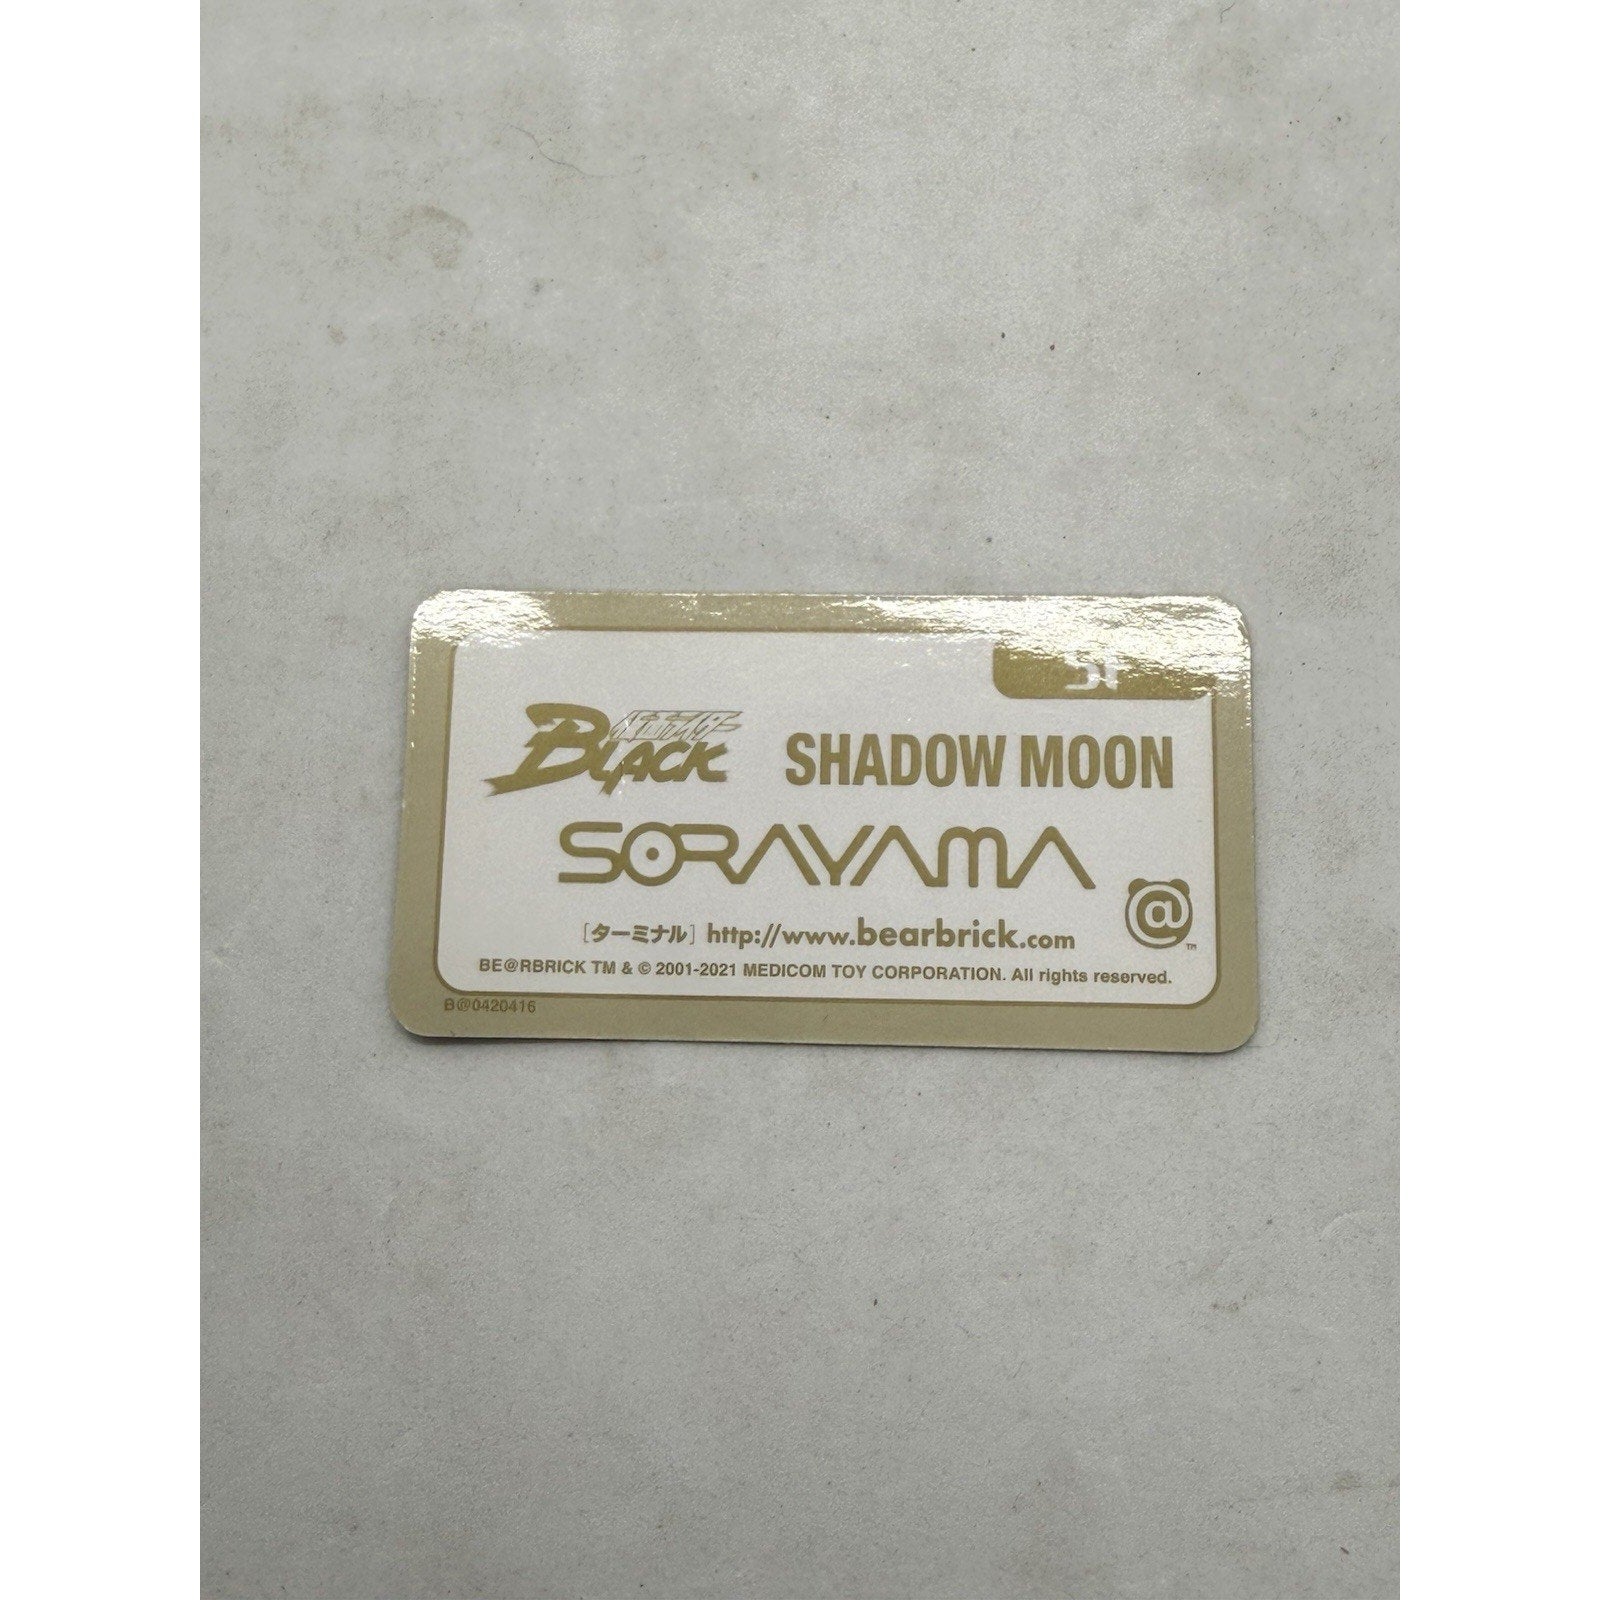 仮面ライダー
BLACK SHADOW MOON
SORAYAMA
@
[ターミナル] http://www.bearbrick.com
TM
BE@RBRICK TM & © 2001-2021 MEDICOM TOY CORPORATION. All rights reserved.
B@0420416